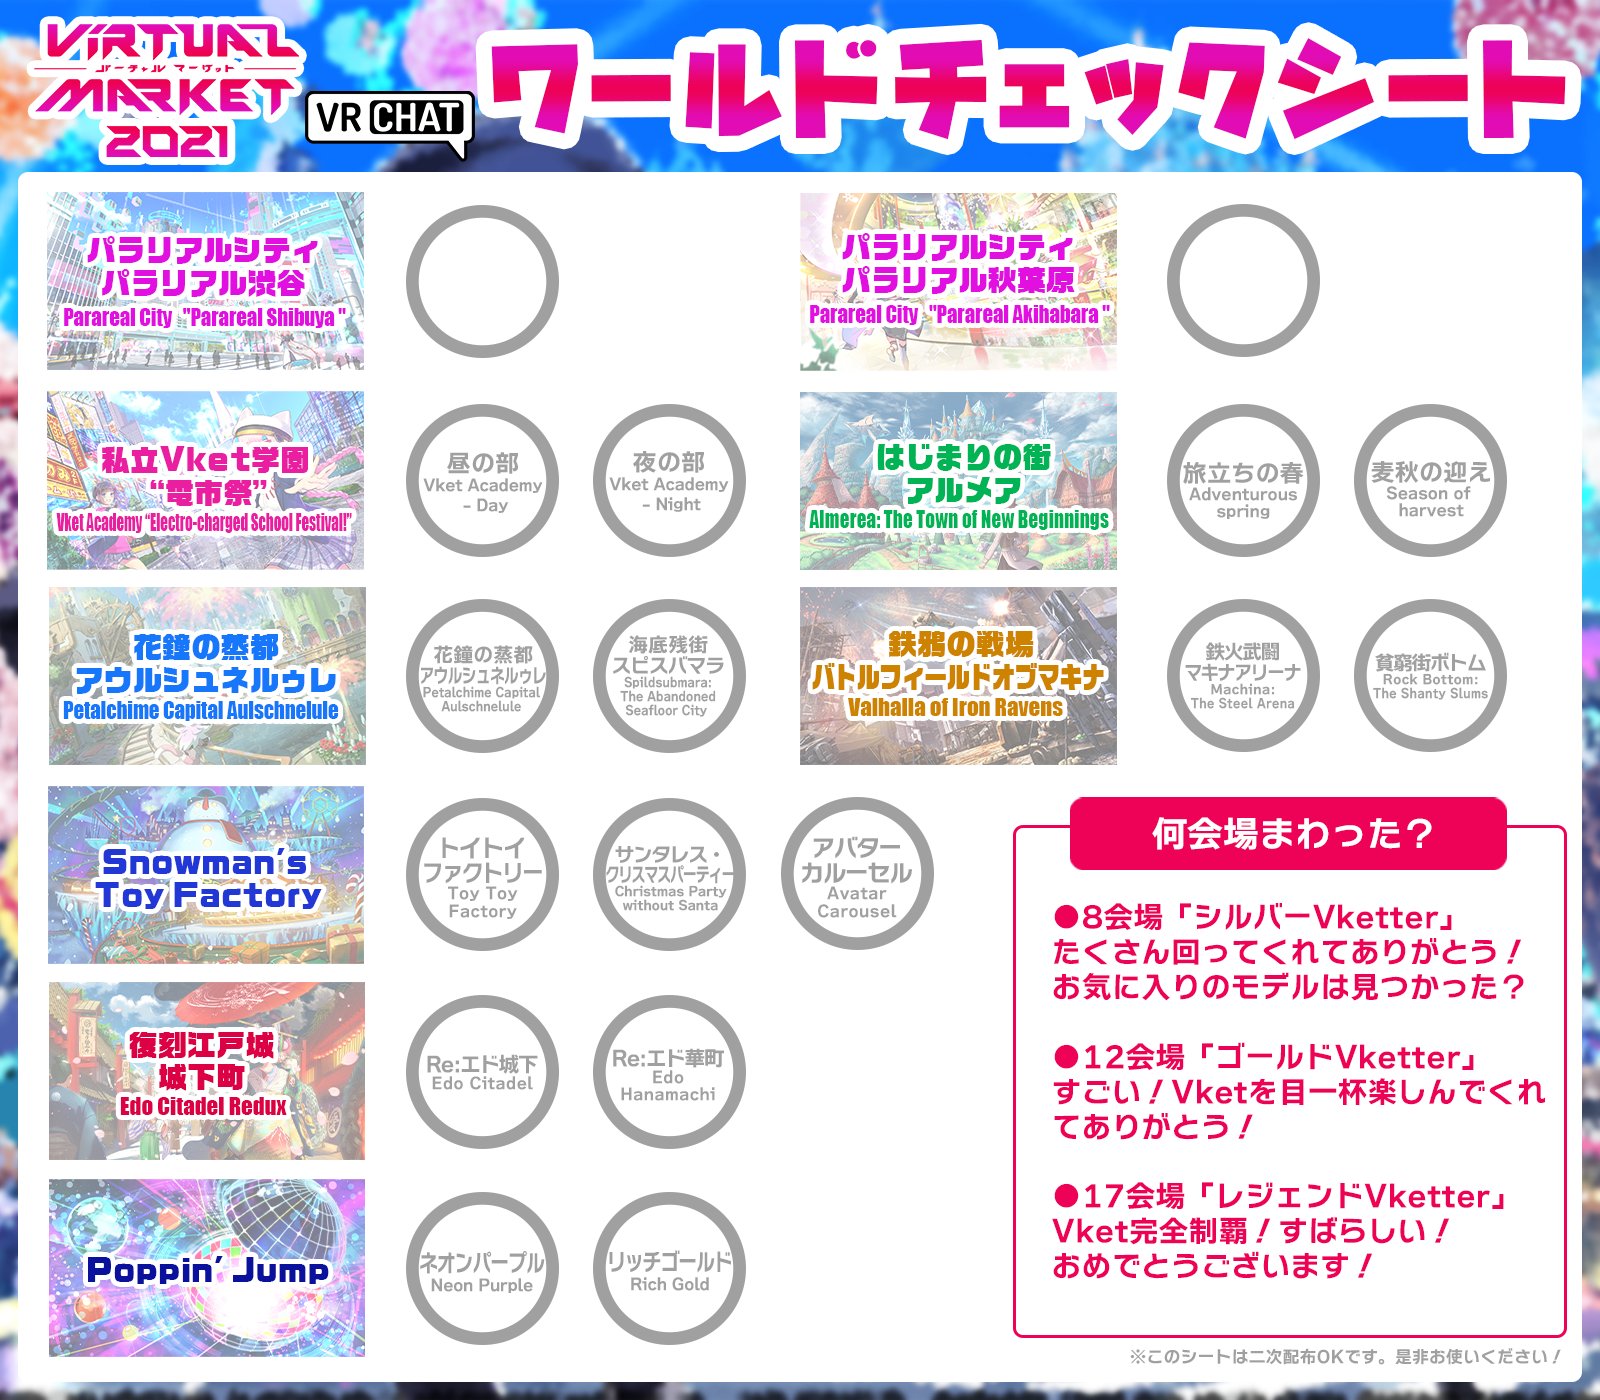 VIRTUAL
バーチャルマーケット
MARKET
2021
VR CHAT
ワールドチェックシート
パラリアルシティ
パラリアル渋谷
Parareal City "Parareal Shibuya "
パラリアルシティ
パラリアル秋葉原
Parareal City "Parareal Akihabara "
私立Vket学園
“電市祭”
Vket Academy “Electro-charged School Festival!”
昼の部
Vket Academy
- Day
夜の部
Vket Academy
- Night
はじまりの街
アルメア
Almerea: The Town of New Beginnings
旅立ちの春
Adventurous
spring
麦秋の迎え
Season of
harvest
花鐘の蒸都
アウルシュネルゥレ
Petalchime Capital Aulschnelule
花鐘の蒸都
アウルシュネルゥレ
Petalchime Capital
Aulschnelule
海底残街
スピスバマラ
Spildsubmara:
The Abandoned
Seafloor City
鉄鴉の戦場
バトルフィールドオブマキナ
Valhalla of Iron Ravens
鉄火武闘
マキナアリーナ
Machina:
The Steel Arena
貧窮街ボトム
Rock Bottom:
The Shanty Slums
Snowman's
Toy Factory
トイトイ
ファクトリー
Toy Toy
Factory
サンタレス・
クリスマスパーティー
Christmas Party
without Santa
アバター
カルーセル
Avatar
Carousel
復刻江戸城
城下町
Edo Citadel Redux
Re:エド城下
Edo Citadel
Re:エド華町
Edo
Hanamachi
Poppin' Jump
ネオンパープル
Neon Purple
リッチゴールド
Rich Gold
何会場まわった？
●8会場「シルバーVketter」
たくさん回ってくれてありがとう！
お気に入りのモデルは見つかった？
●12会場「ゴールドVketter」
すごい！Vketを目一杯楽しんでくれ
てありがとう！
●17会場「レジェンドVketter」
Vket完全制覇！すばらしい！
おめでとうございます！
※このシートは二次配布OKです。是非お使いください！